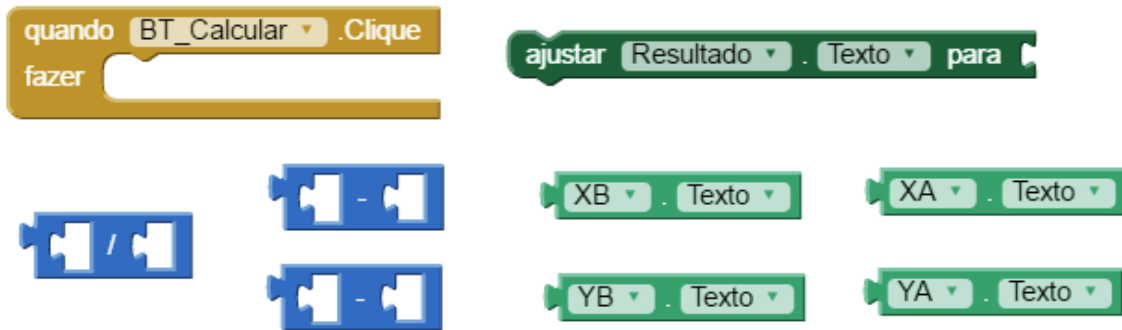 quando BT_Calcular .Clique
fazer
ajustar Resultado . Texto para
/
-
-
XB . Texto
XA . Texto
YB . Texto
YA . Texto